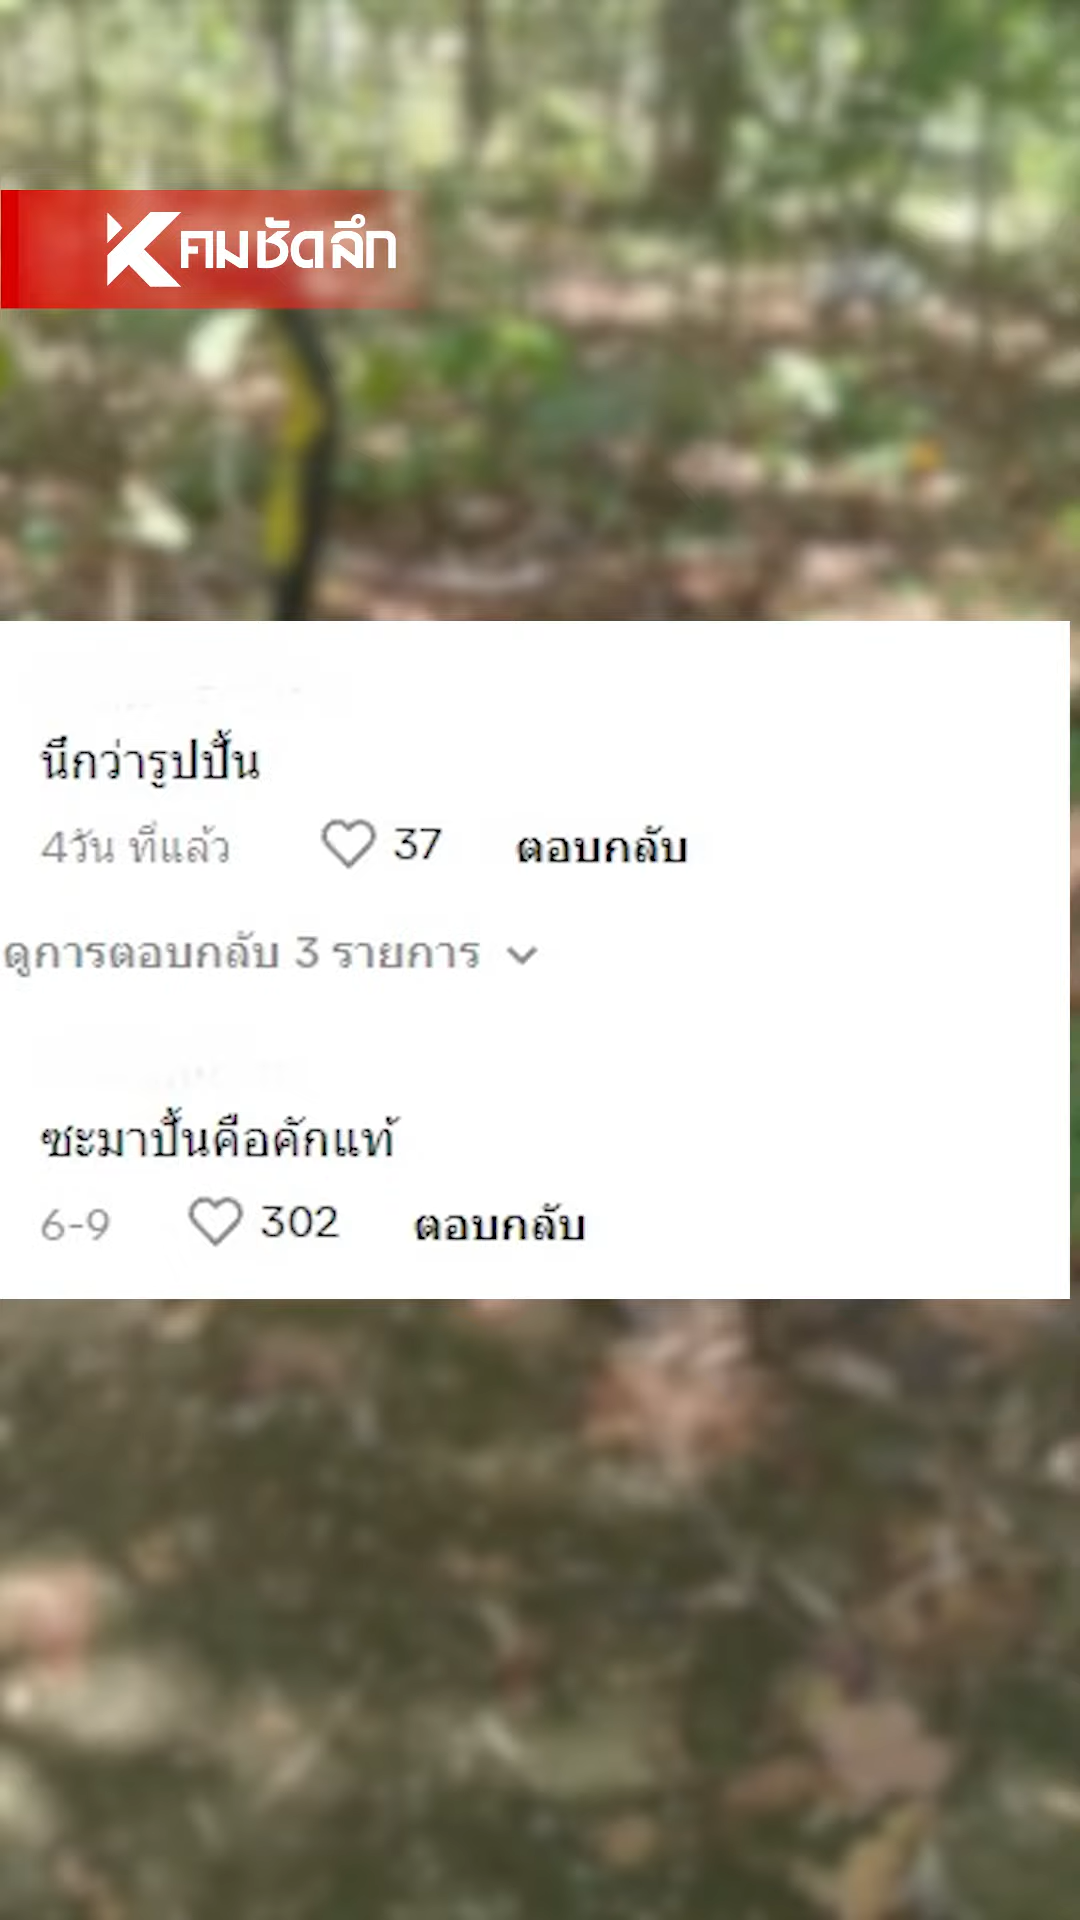 คมชัดลึก
นึกว่ารูปปั้น
4วัน ที่แล้ว 37 ตอบกลับ
ดูการตอบกลับ 3 รายการ
ซะมาปั้นคือคักแท้
6-9 302 ตอบกลับ